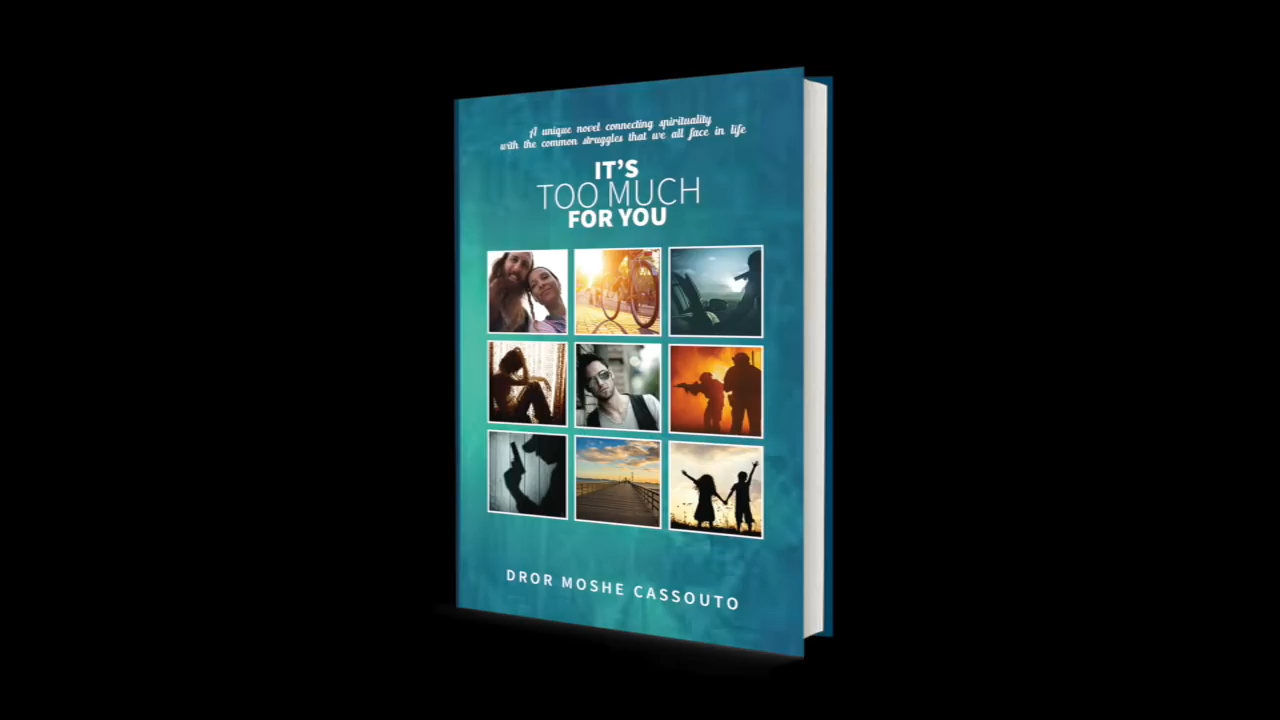 A unique novel connecting spirituality
with the common struggles that we all face in life
IT'S
TOO MUCH
FOR YOU
DROR MOSHE CASSOUTO